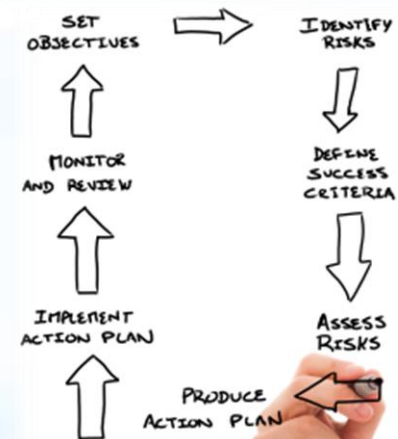 SET
OBJECTIVES
IDENTIFY
RISKS
DEFINE
SUCCESS
CRITERIA
ASSESS
RISKS
PRODUCE
ACTION PLAN
IMPLEMENT
ACTION PLAN
MONITOR
AND REVIEW